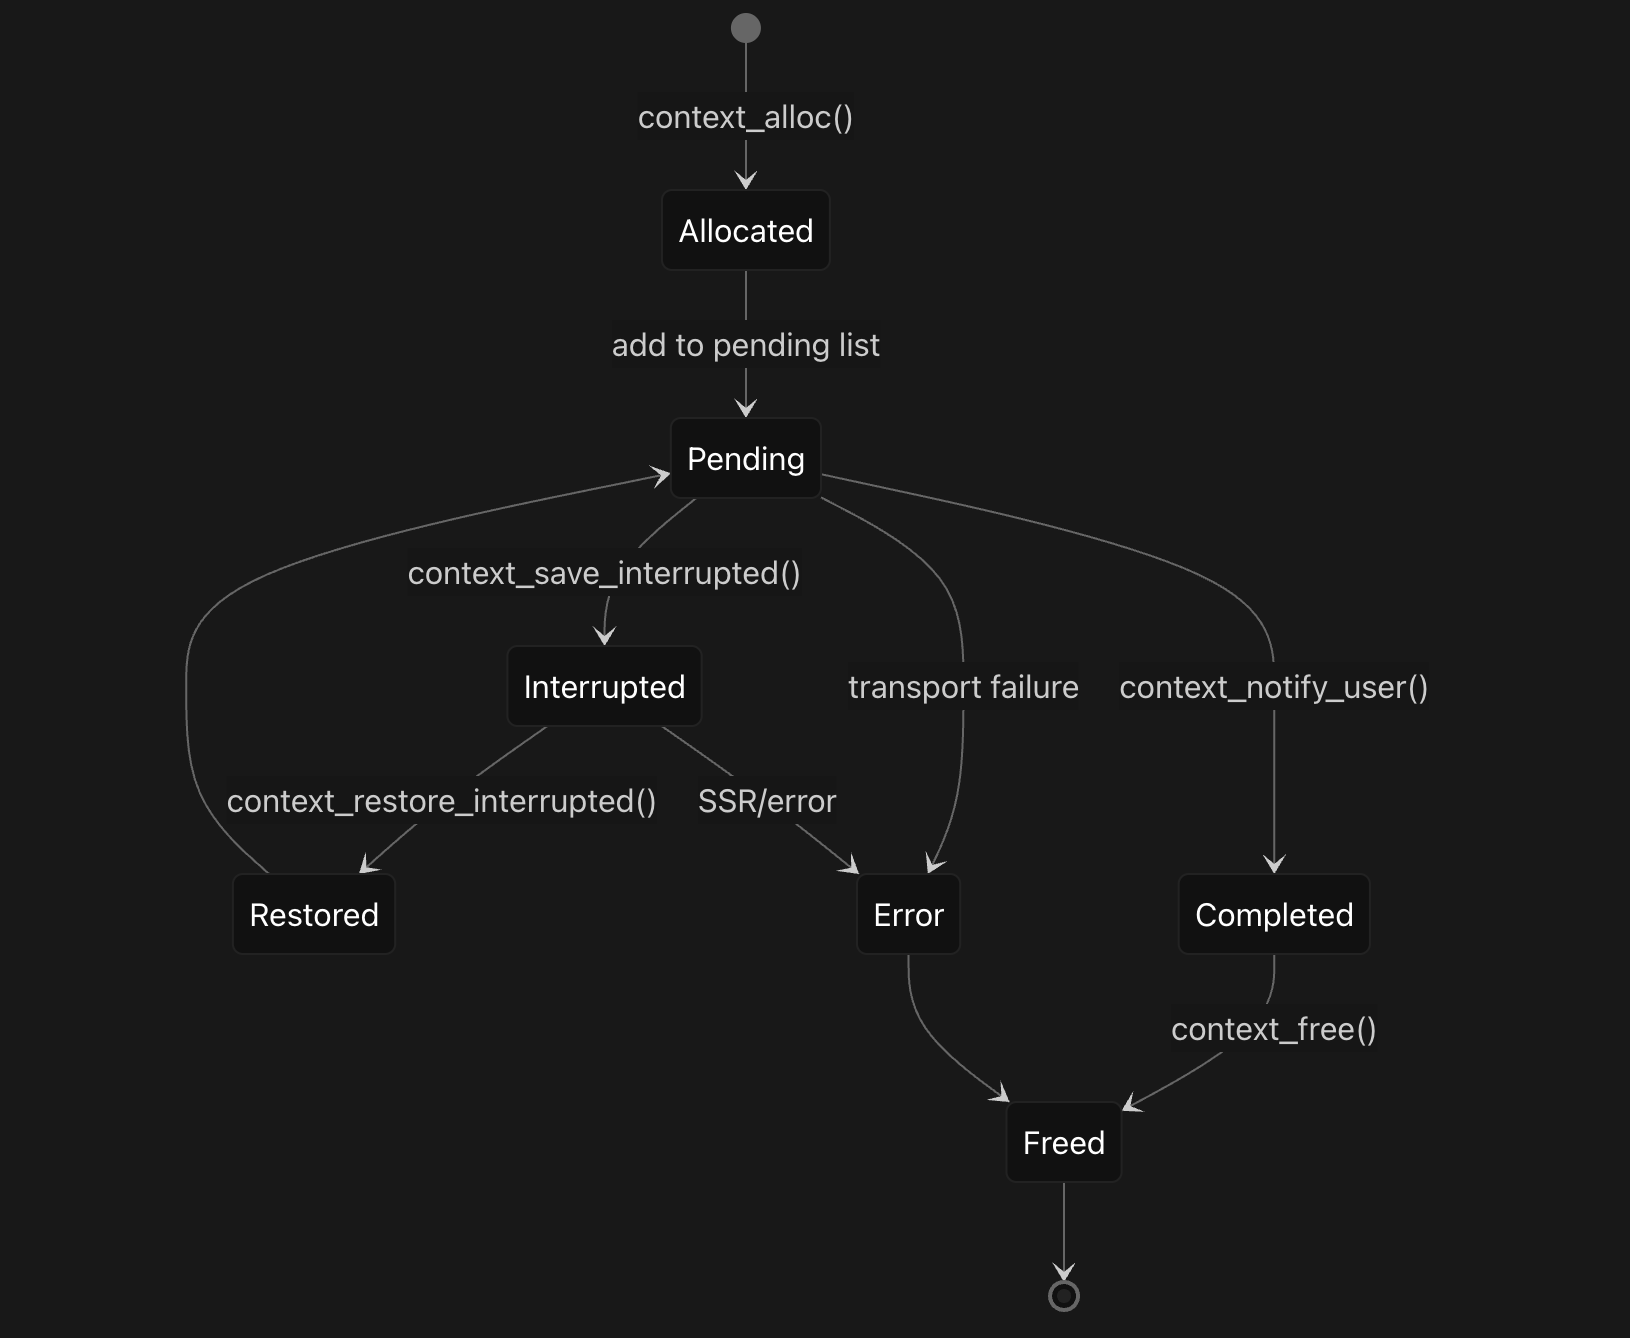 context_alloc()
Allocated
add to pending list
Pending
context_save_interrupted()
Interrupted
transport failure
context_notify_user()
context_restore_interrupted()
SSR/error
Restored
Error
Completed
context_free()
Freed